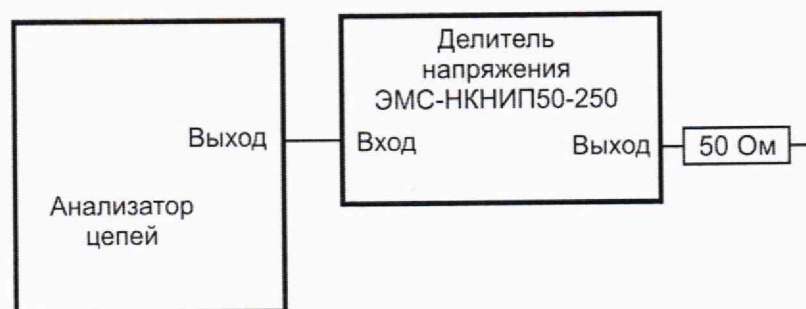 Делитель
напряжения
ЭМС-НКНИП50-250
Выход
Вход
Выход
50 Ом
Анализатор
цепей